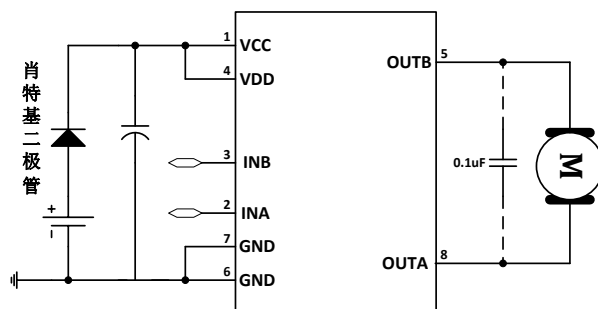 1
VCC
4
VDD
3
INB
2
INA
7
GND
6
GND
OUTB
5
OUTA
8
肖特基二极管
+
0.1uF
M